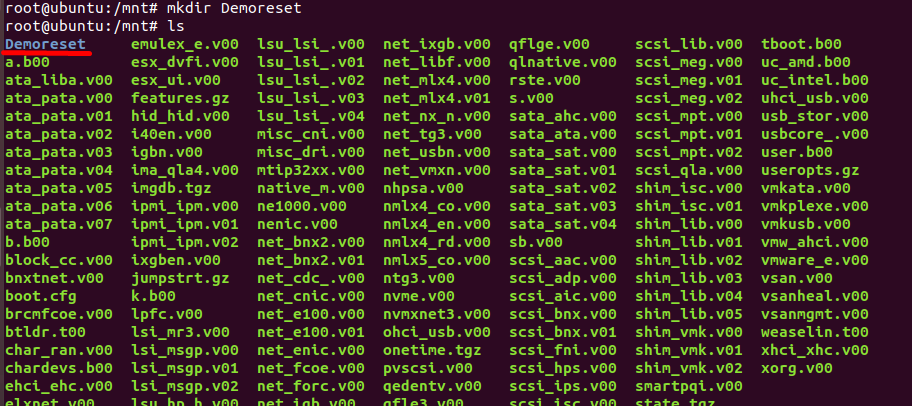 root@ubuntu:/mnt# mkdir Demoreset
root@ubuntu:/mnt# ls
Demoreset emulex_e.v00 lsu_lsi_.v00 net_ixgb.v00 qflge.v00 scsi_lib.v00 tboot.b00
a.b00 esx_dvfi.v00 lsu_lsi_.v01 net_libf.v00 qlnative.v00 scsi_meg.v00 uc_amd.b00
ata_liba.v00 esx_ui.v00 lsu_lsi_.v02 net_mlx4.v00 rste.v00 scsi_meg.v01 uc_intel.b00
ata_pata.v00 features.gz lsu_lsi_.v03 net_mlx4.v01 s.v00 scsi_meg.v02 uhci_usb.v00
ata_pata.v01 hid_hid.v00 lsu_lsi_.v04 net_nx_n.v00 sata_ahc.v00 scsi_mpt.v00 usb_stor.v00
ata_pata.v02 i40en.v00 misc_cni.v00 net_tg3.v00 sata_ata.v00 scsi_mpt.v01 usbcore_.v00
ata_pata.v03 igbn.v00 misc_dri.v00 net_usbn.v00 sata_sat.v00 scsi_mpt.v02 user.b00
ata_pata.v04 ima_qla4.v00 mtip32xx.v00 net_vmxn.v00 sata_sat.v01 scsi_qla.v00 useropts.gz
ata_pata.v05 imgdb.tgz native_m.v00 nhpsa.v00 sata_sat.v02 shim_isc.v00 vmkata.v00
ata_pata.v06 ipmi_ipm.v00 ne1000.v00 nmlx4_co.v00 sata_sat.v03 shim_isc.v01 vmkplexe.v00
ata_pata.v07 ipmi_ipm.v01 nenic.v00 nmlx4_en.v00 sata_sat.v04 shim_lib.v00 vmkusb.v00
b.b00 ipmi_ipm.v02 net_bnx2.v00 nmlx4_rd.v00 sb.v00 shim_lib.v01 vmw_ahci.v00
block_cc.v00 ixgben.v00 net_bnx2.v01 nmlx5_co.v00 scsi_aac.v00 shim_lib.v02 vmware_e.v00
bnxtnet.v00 jumpstrt.gz net_cdc_.v00 ntg3.v00 scsi_adp.v00 shim_lib.v03 vsan.v00
boot.cfg k.b00 net_cnic.v00 nvme.v00 scsi_aic.v00 shim_lib.v04 vsanheal.v00
brcmfcoe.v00 lpfc.v00 net_e100.v00 nvmxnet3.v00 scsi_bnx.v00 shim_lib.v05 vsanmgmt.v00
btldr.t00 lsi_mr3.v00 net_e100.v01 ohci_usb.v00 scsi_bnx.v01 shim_vmk.v00 weaselin.t00
char_ran.v00 lsi_msgp.v00 net_enic.v00 onetime.tgz scsi_fni.v00 shim_vmk.v01 xhci_xhc.v00
chardevs.b00 lsi_msgp.v01 net_fcoe.v00 pvscsi.v00 scsi_hps.v00 shim_vmk.v02 xorg.v00
ehci_ehc.v00 lsi_msgp.v02 net_forc.v00 qedentv.v00 scsi_ips.v00 smartpqi.v00
elxnet.v00 lsu_hp_h.v00 net_igb.v00 qfle3.v00 scsi_isc.v00 state.tgz